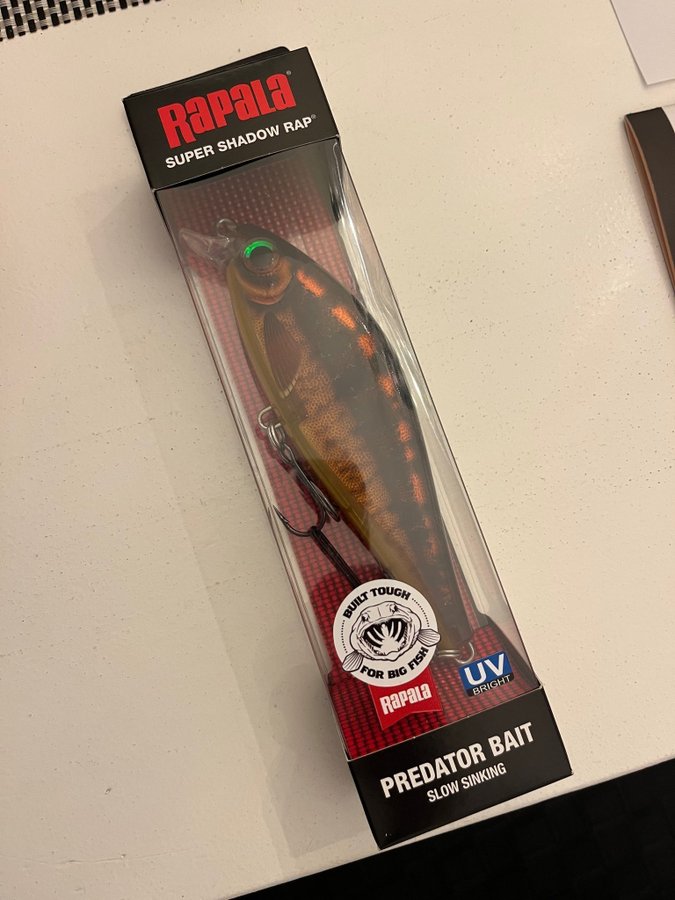 RAPALA®
SUPER SHADOW RAP®
BUILT TOUGH
FOR BIG FISH
RAPALA
UV
BRIGHT
PREDATOR BAIT
SLOW SINKING